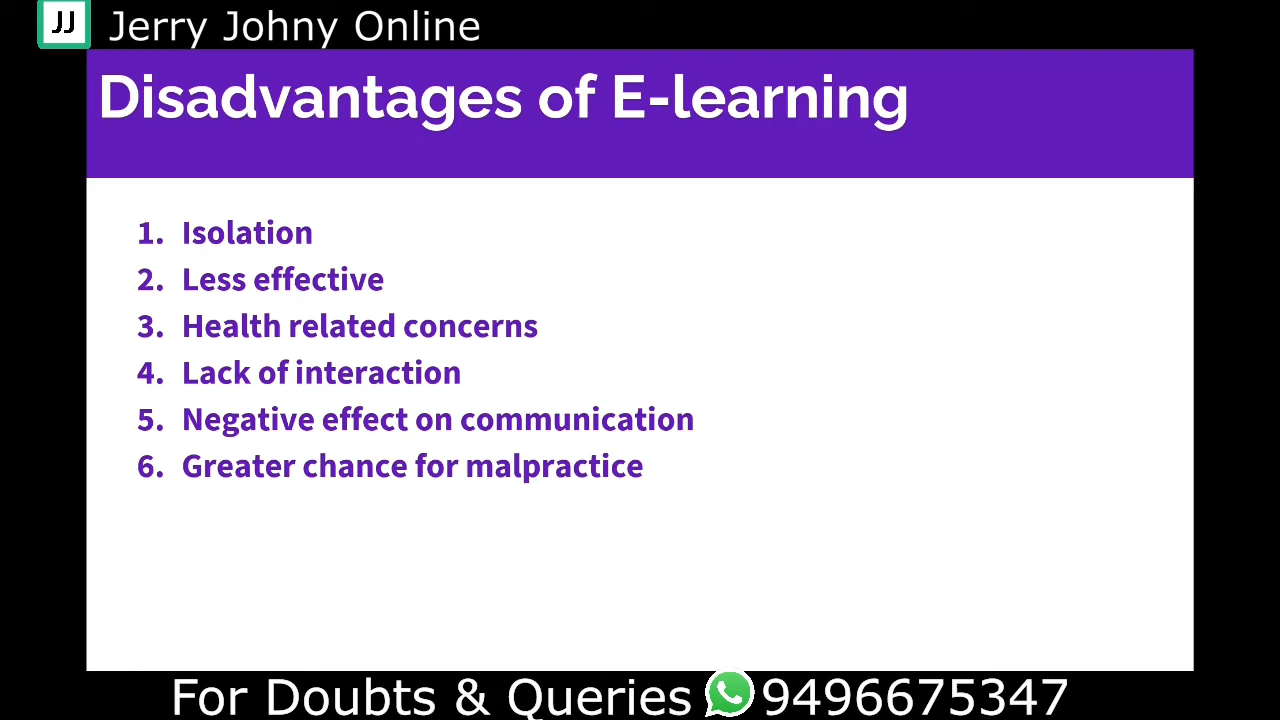 JJ Jerry Johny Online
Disadvantages of E-learning
1. Isolation
2. Less effective
3. Health related concerns
4. Lack of interaction
5. Negative effect on communication
6. Greater chance for malpractice
For Doubts & Queries 9496675347